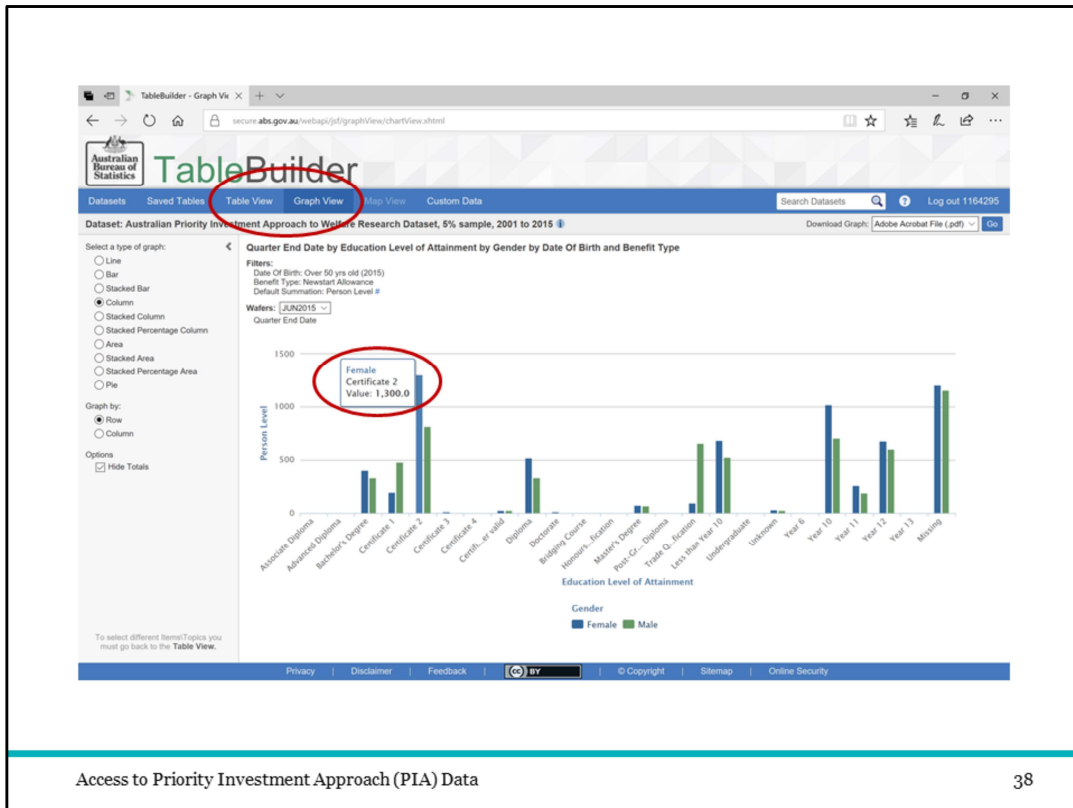 TableBuilder - Graph Vie
secure.abs.gov.au/webapi/jsf/graphView/chartView.xhtml
Australian
Bureau of
Statistics
TableBuilder
Datasets Saved Tables Table View Graph View Map View Custom Data Search Datasets ? Log out 1164295
Dataset: Australian Priority Investment Approach to Welfare Research Dataset, 5% sample, 2001 to 2015 Download Graph: Adobe Acrobat File (.pdf) Go
Select a type of graph:
Line
Bar
Stacked Bar
Column
Stacked Column
Stacked Percentage Column
Area
Stacked Area
Stacked Percentage Area
Pie
Graph by:
Row
Column
Options
Hide Totals
To select different Items\Topics you
must go back to the Table View.
Quarter End Date by Education Level of Attainment by Gender by Date Of Birth and Benefit Type
Filters:
Date Of Birth: Over 50 yrs old (2015)
Benefit Type: Newstart Allowance
Default Summation: Person Level #
Wafers: JUN2015
Quarter End Date
1500
1000
500
0
Person Level
Female
Certificate 2
Value: 1,300.0
Associate Diploma
Advanced Diploma
Bachelor's Degree
Certificate 1
Certificate 2
Certificate 3
Certificate 4
Certifi...er valid
Diploma
Doctorate
Bridging Course
Honours...fication
Master's Degree
Post-Gr... Diploma
Trade Q...fication
Less than Year 10
Undergraduate
Unknown
Year 6
Year 10
Year 11
Year 12
Year 13
Missing
Education Level of Attainment
Gender
Female Male
Privacy | Disclaimer | Feedback | cc BY | © Copyright | Sitemap | Online Security
Access to Priority Investment Approach (PIA) Data 38